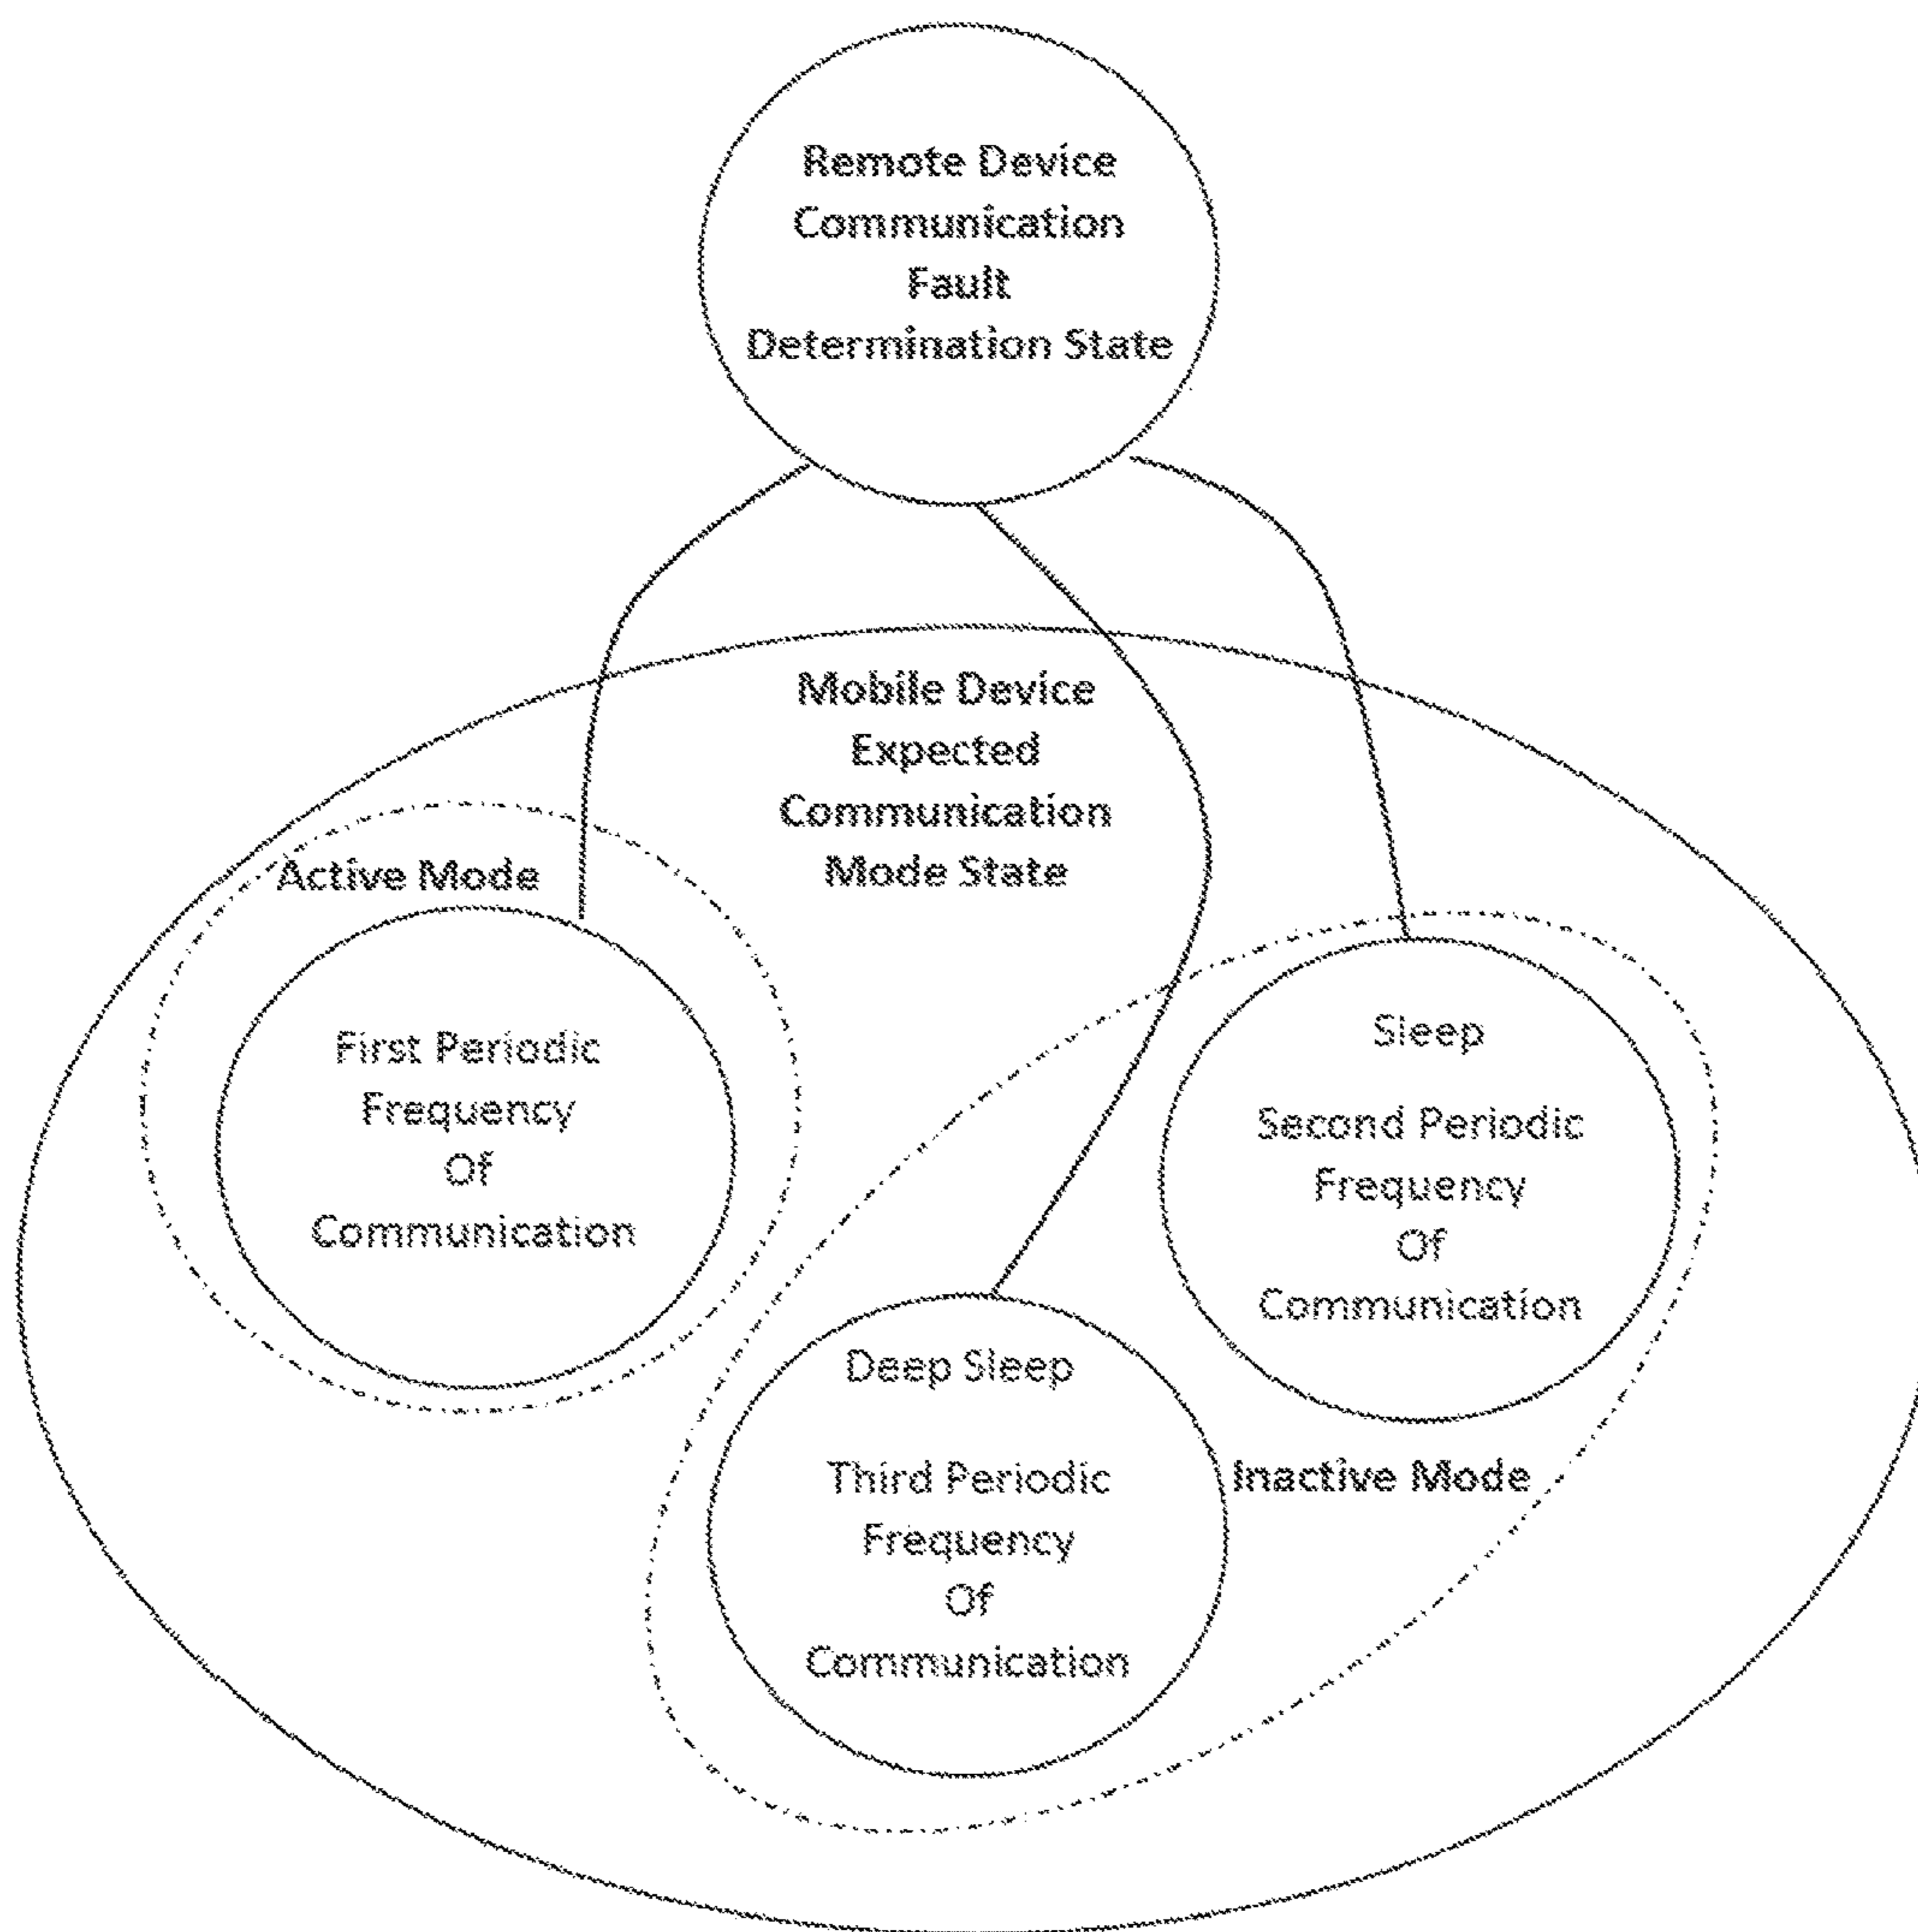 Remote Device
Communication
Fault
Determination State
Mobile Device
Expected
Communication
Mode State
Active Mode
First Periodic
Frequency
Of
Communication
Sleep
Second Periodic
Frequency
Of
Communication
Deep Sleep
Third Periodic
Frequency
Of
Communication
Inactive Mode